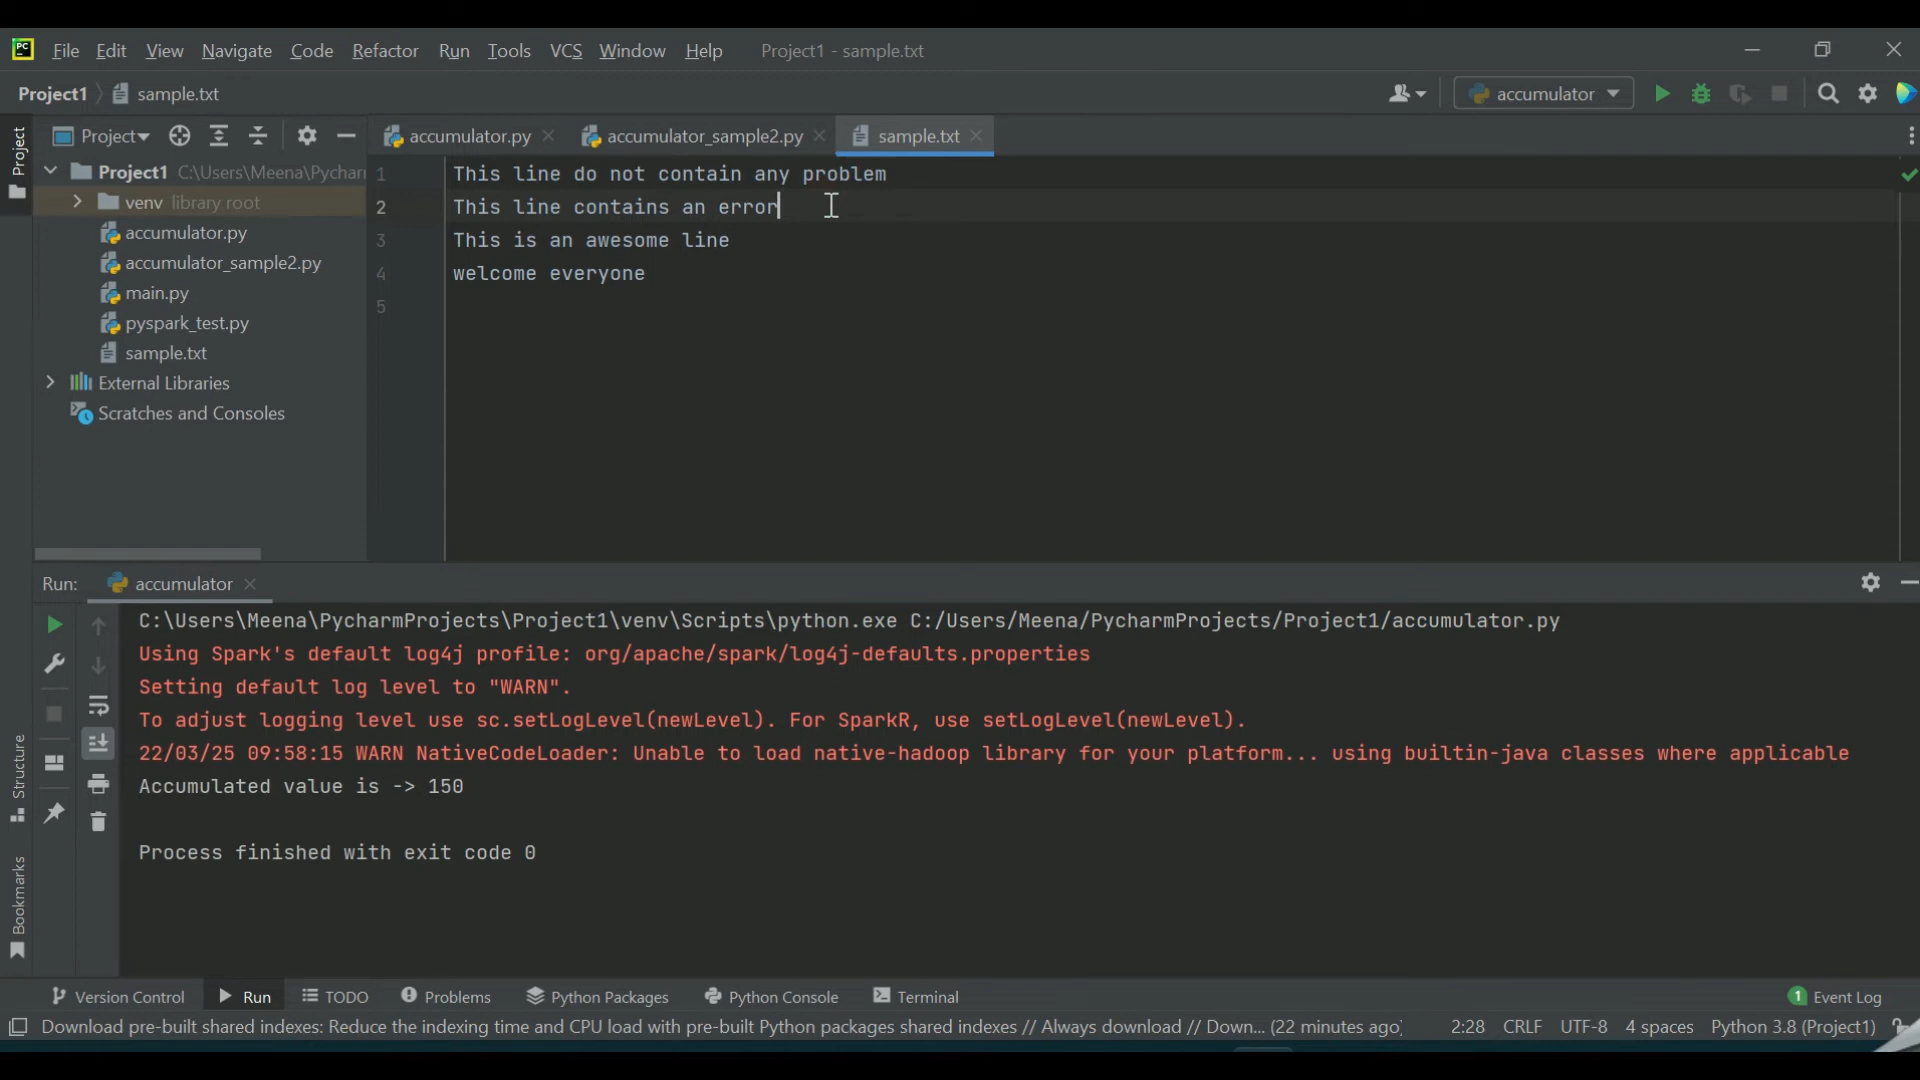 PC File Edit View Navigate Code Refactor Run Tools VCS Window Help Project1 - sample.txt
Project1 sample.txt accumulator
Project accumulator.py accumulator_sample2.py sample.txt
Project
Project1 C:\Users\Meena\Pychar
venv library root
accumulator.py
accumulator_sample2.py
main.py
pyspark_test.py
sample.txt
External Libraries
Scratches and Consoles
1 This line do not contain any problem
2 This line contains an error
3 This is an awesome line
4 welcome everyone
5
Run: accumulator
C:\Users\Meena\PycharmProjects\Project1\venv\Scripts\python.exe C:/Users/Meena/PycharmProjects/Project1/accumulator.py
Using Spark's default log4j profile: org/apache/spark/log4j-defaults.properties
Setting default log level to "WARN".
To adjust logging level use sc.setLogLevel(newLevel). For SparkR, use setLogLevel(newLevel).
22/03/25 09:58:15 WARN NativeCodeLoader: Unable to load native-hadoop library for your platform... using builtin-java classes where applicable
Accumulated value is -> 150
Process finished with exit code 0
Structure
Bookmarks
Version Control Run TODO Problems Python Packages Python Console Terminal 1 Event Log
Download pre-built shared indexes: Reduce the indexing time and CPU load with pre-built Python packages shared indexes // Always download // Down... (22 minutes ago) 2:28 CRLF UTF-8 4 spaces Python 3.8 (Project1)